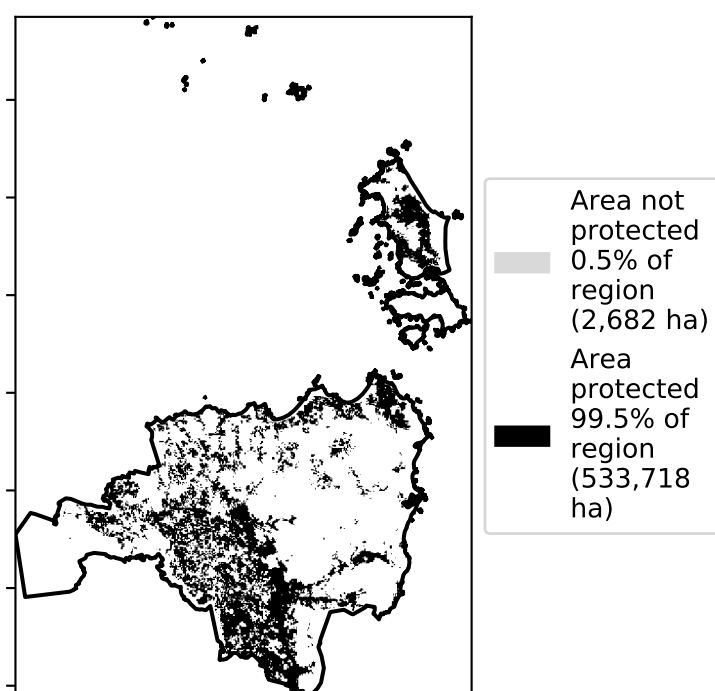 Area not
protected
0.5% of
region
(2,682 ha)
Area
protected
99.5% of
region
(533,718
ha)